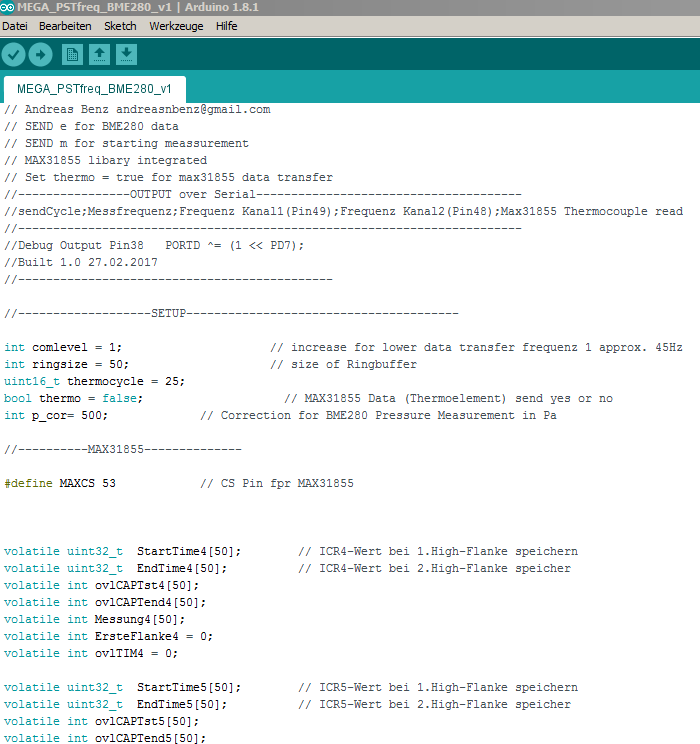 MEGA_PSTfreq_BME280_v1 | Arduino 1.8.1
Datei Bearbeiten Sketch Werkzeuge Hilfe
MEGA_PSTfreq_BME280_v1
// Andreas Benz andreasnbenz@gmail.com
// SEND e for BME280 data
// SEND m for starting meassurement
// MAX31855 libary integrated
// Set thermo = true for max31855 data transfer
//----------------OUTPUT over Serial--------------------------------------
//sendCycle;Messfrequenz;Frequenz Kanal1(Pin49);Frequenz Kanal2(Pin48);Max31855 Thermocouple read
//------------------------------------------------------------------------
//Debug Output Pin38   PORTD ^= (1 << PD7);
//Built 1.0 27.02.2017
//---------------------------------------------
//-------------------SETUP---------------------------------------
int comlevel = 1;                     // increase for lower data transfer frequenz 1 approx. 45Hz
int ringsize = 50;                    // size of Ringbuffer
uint16_t thermocycle = 25;
bool thermo = false;                    // MAX31855 Data (Thermoelement) send yes or no
int p_cor= 500;             // Correction for BME280 Pressure Measurement in Pa
//----------MAX31855--------------
#define MAXCS 53            // CS Pin fpr MAX31855
volatile uint32_t  StartTime4[50];        // ICR4-Wert bei 1.High-Flanke speichern
volatile uint32_t  EndTime4[50];          // ICR4-Wert bei 2.High-Flanke speicher
volatile int ovlCAPTst4[50];
volatile int ovlCAPTend4[50];
volatile int Messung4[50];
volatile int ErsteFlanke4 = 0;
volatile int ovlTIM4 = 0;
volatile uint32_t  StartTime5[50];        // ICR5-Wert bei 1.High-Flanke speichern
volatile uint32_t  EndTime5[50];          // ICR5-Wert bei 2.High-Flanke speicher
volatile int ovlCAPTst5[50];
volatile int ovlCAPTend5[50];